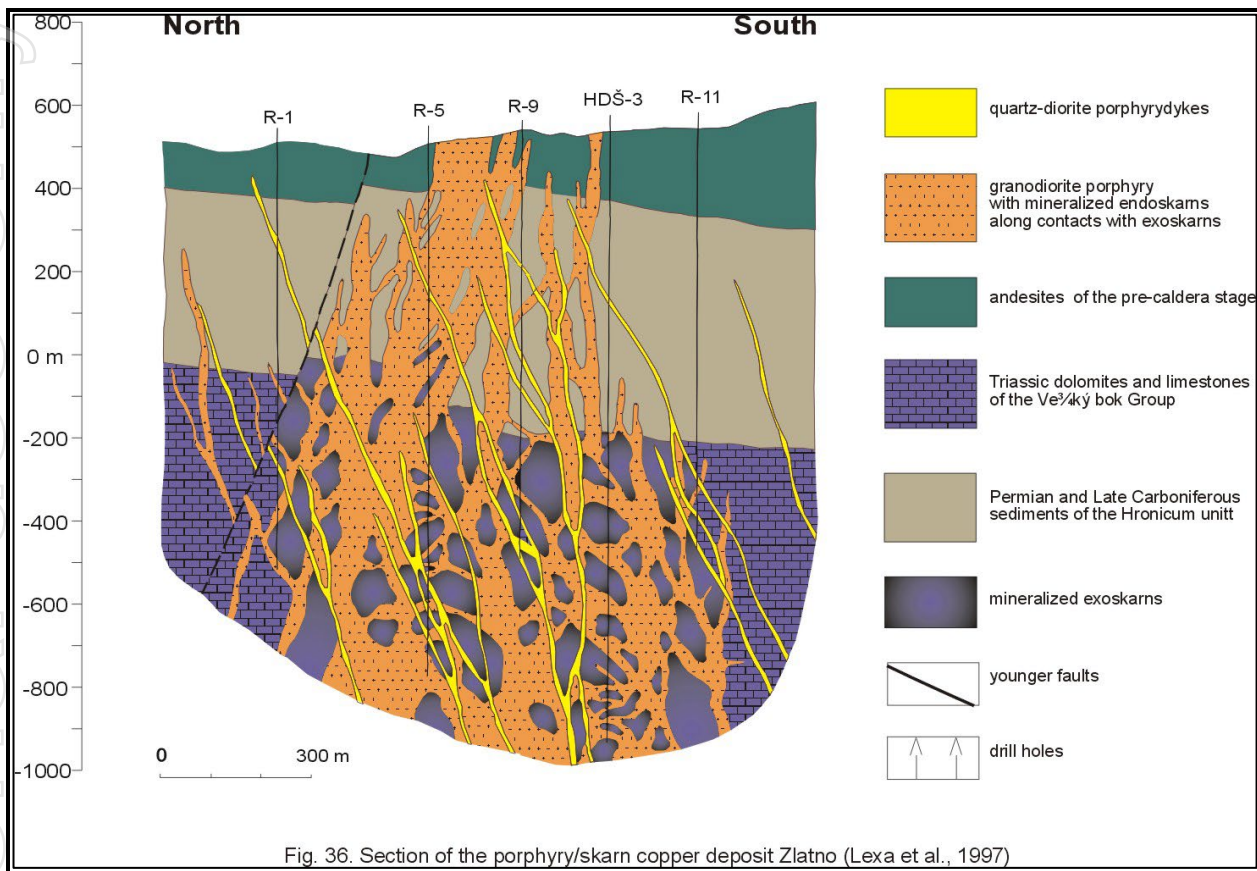 800
North
South
600
R-1
R-5
R-9
HDŠ-3
R-11
400
200
0 m
-200
-400
-600
-800
-1000
0
300 m
quartz-diorite porphyrydykes
granodiorite porphyry
with mineralized endoskarns
along contacts with exoskarns
andesites of the pre-caldera stage
Triassic dolomites and limestones
of the Ve¾ký bok Group
Permian and Late Carboniferous
sediments of the Hronicum unitt
mineralized exoskarns
younger faults
drill holes
Fig. 36. Section of the porphyry/skarn copper deposit Zlatno (Lexa et al., 1997)